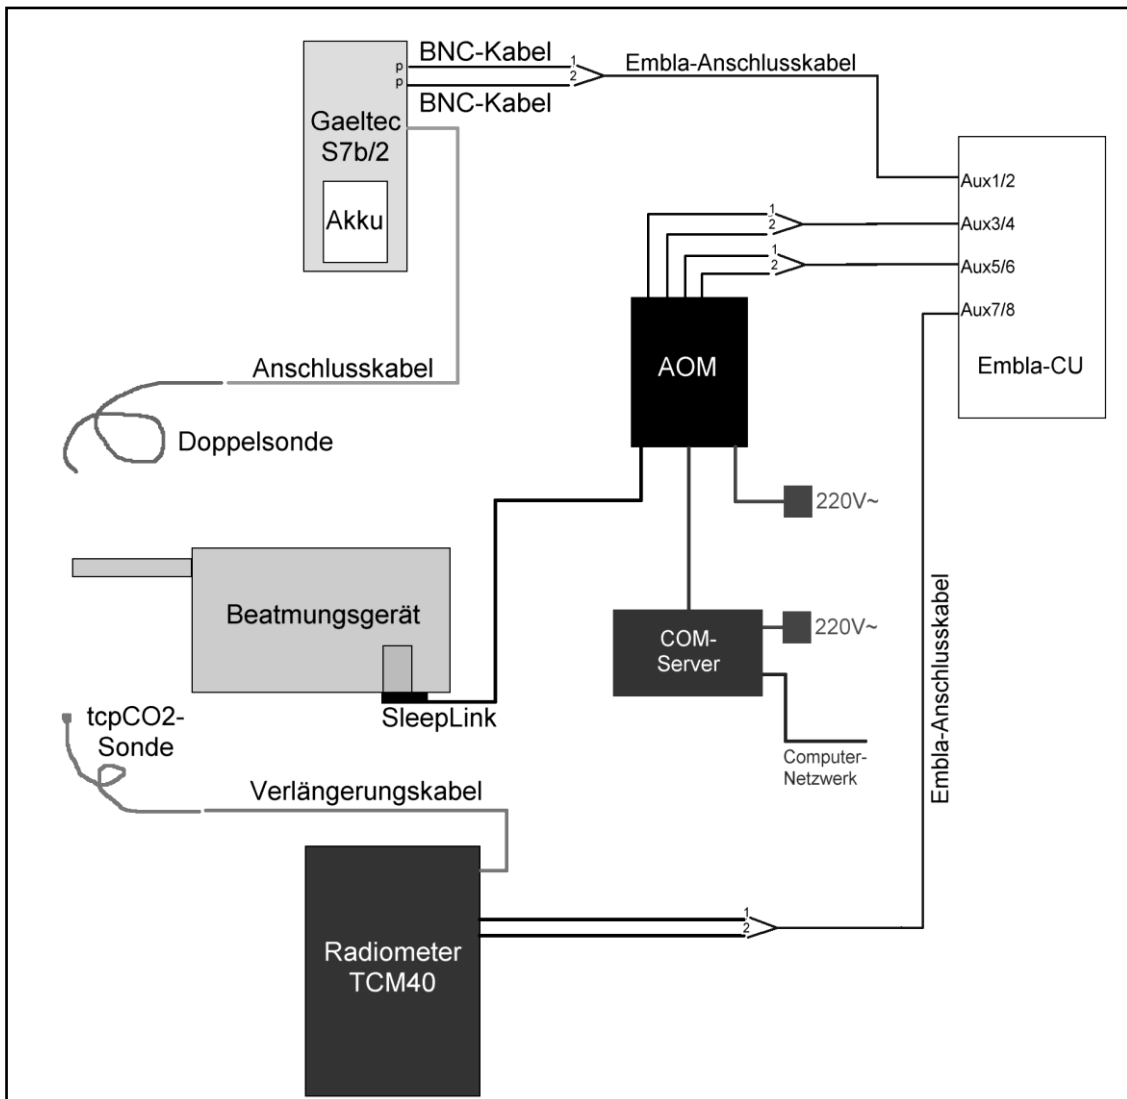 BNC-Kabel
1
2
p
p
BNC-Kabel
Embla-Anschlusskabel
Gaeltec
S7b/2
Akku
Aux1/2
Aux3/4
Aux5/6
Aux7/8
Embla-CU
1
2
1
2
AOM
Anschlusskabel
Doppelsonde
220V~
Beatmungsgerät
SleepLink
COM-
Server
220V~
Computer-
Netzwerk
Embla-Anschlusskabel
tcpCO2-
Sonde
Verlängerungskabel
Radiometer
TCM40
1
2